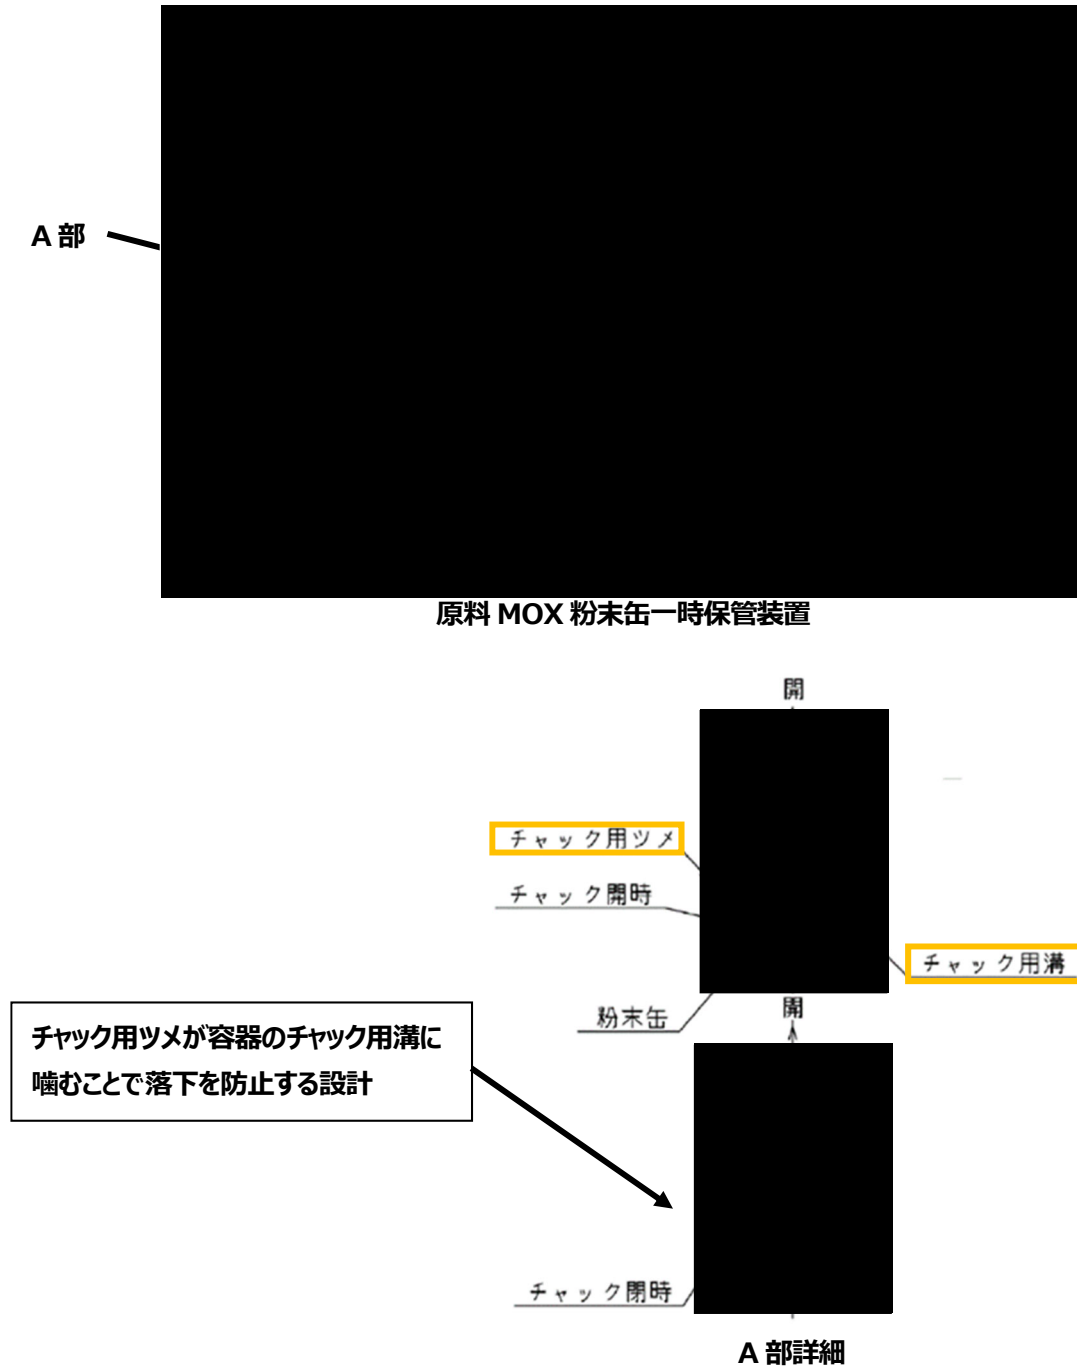 A 部
原料 MOX 粉末缶一時保管装置
開
チャック用ツメ
チャック開時
チャック用溝
粉末缶
開
チャック用ツメが容器のチャック用溝に
噛むことで落下を防止する設計
チャック閉時
A 部詳細